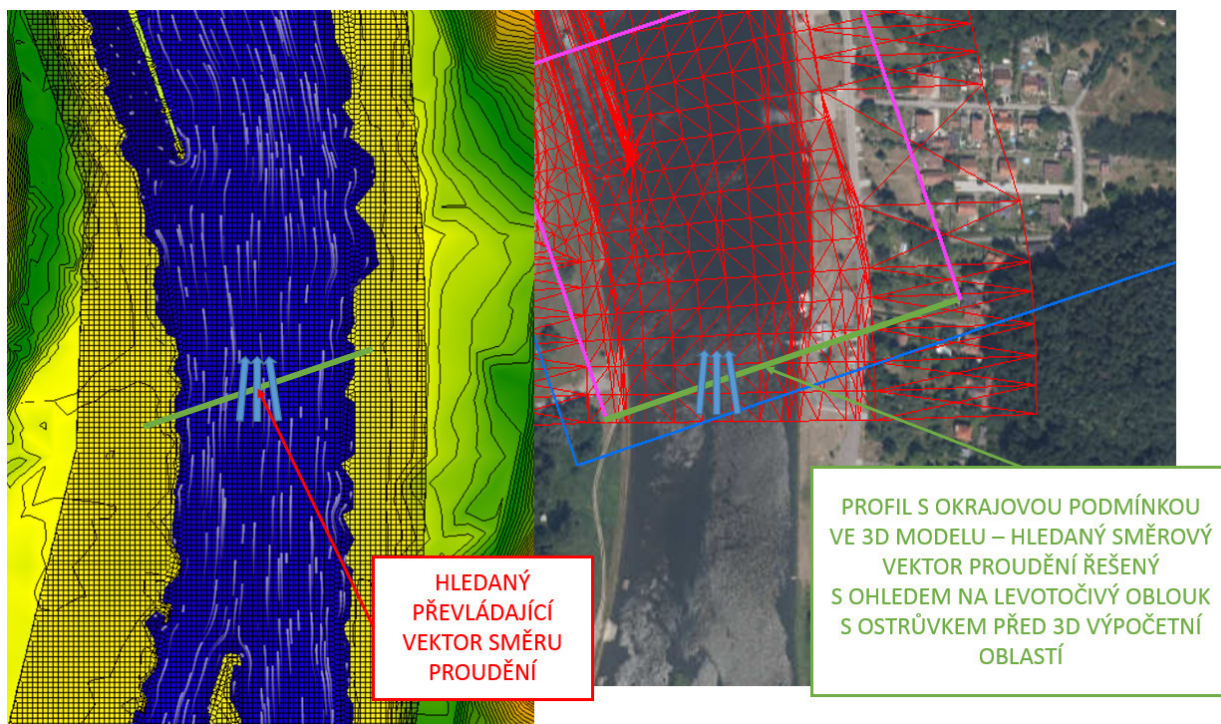 HLEDANÝ
PŘEVLÁDAJÍCÍ
VEKTOR SMĚRU
PROUDĚNÍ
PROFIL S OKRAJOVOU PODMÍNKOU
VE 3D MODELU – HLEDANÝ SMĚROVÝ
VEKTOR PROUDĚNÍ ŘEŠENÝ
S OHLEDEM NA LEVOTOČIVÝ OBLOUK
S OSTRŮVKEM PŘED 3D VÝPOČETNÍ
OBLASTÍ